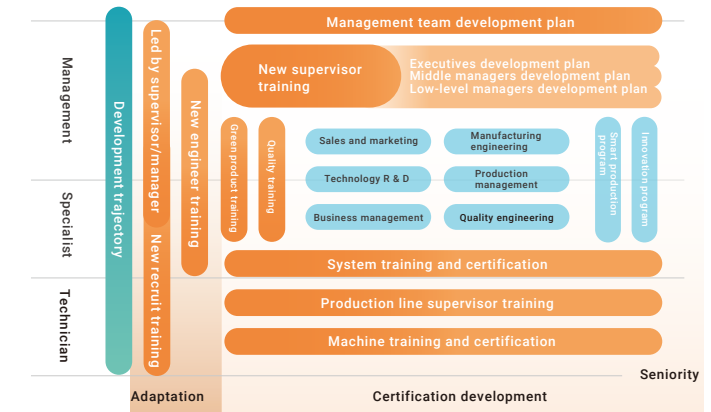 Management team development plan
New supervisor
training
Executives development plan
Middle managers development plan
Low-level managers development plan
Management
Specialist
Technician
Development trajectory
Led by supervisor/manager
New recruit training
New engineer training
Green product training
Quality training
Sales and marketing
Manufacturing
engineering
Technology R & D
Production
management
Business management
Quality engineering
Smart production
program
Innovation program
System training and certification
Production line supervisor training
Machine training and certification
Seniority
Adaptation
Certification development